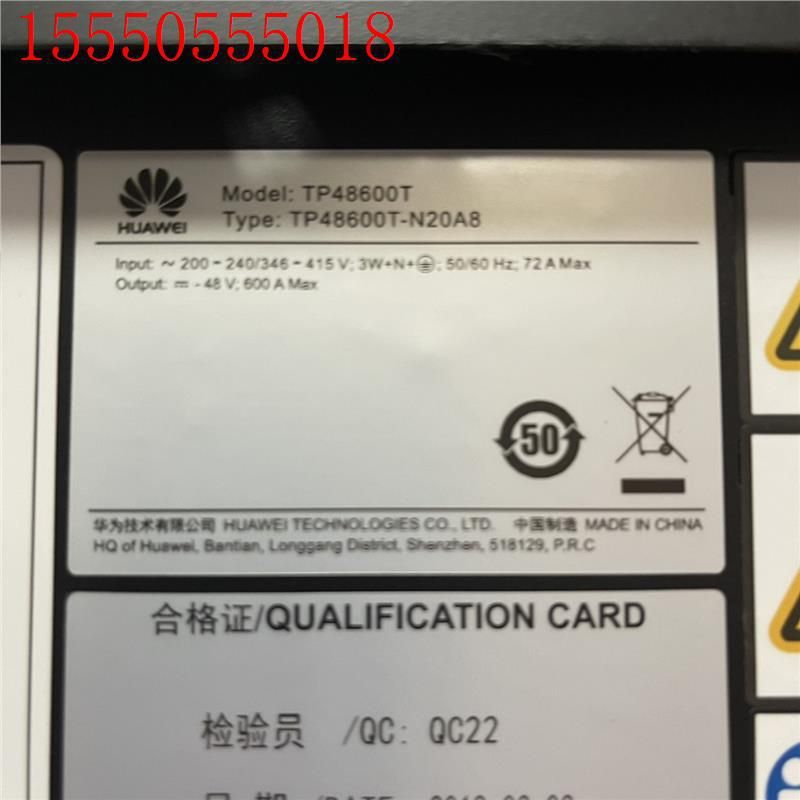 15550555018
HUAWEI
Model: TP48600T
Type: TP48600T-N20A8
Input: ~ 200 - 240/346 - 415 V; 3W+N+⏚; 50/60 Hz; 72 A Max
Output: ⎓ - 48 V; 600 A Max
50
华为技术有限公司 HUAWEI TECHNOLOGIES CO., LTD. 中国制造 MADE IN CHINA
HQ of Huawei, Bantian, Longgang District, Shenzhen, 518129, P.R.C
合格证/QUALIFICATION CARD
检验员 /QC: QC22
日 期 /DATE